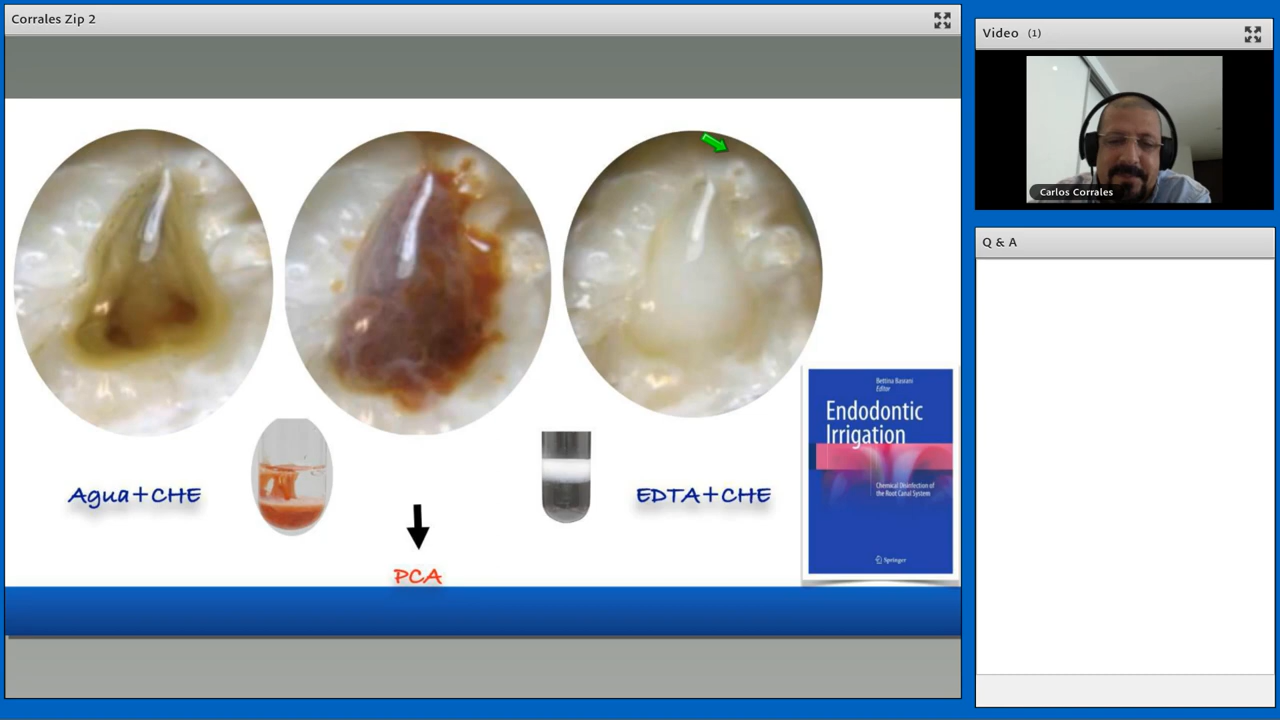 Corrales Zip 2
Video (1)
Carlos Corrales
Q & A
Bettina Basrani
Editor
Endodontic
Irrigation
Chemical Disinfection of
the Root Canal System
Springer
Agua+CHE
EDTA+CHE
PCA